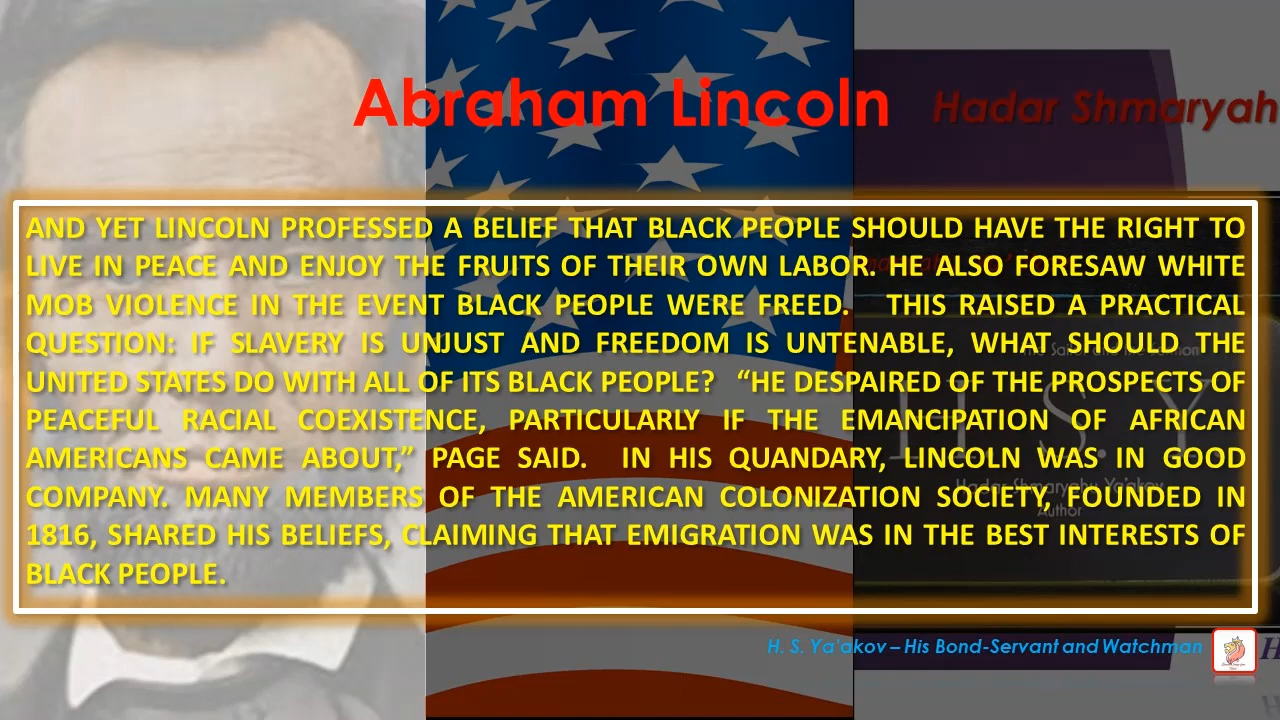 Abraham Lincoln
Hadar Shmaryah
AND YET LINCOLN PROFESSED A BELIEF THAT BLACK PEOPLE SHOULD HAVE THE RIGHT TO
LIVE IN PEACE AND ENJOY THE FRUITS OF THEIR OWN LABOR. HE ALSO FORESAW WHITE
MOB VIOLENCE IN THE EVENT BLACK PEOPLE WERE FREED. THIS RAISED A PRACTICAL
QUESTION: IF SLAVERY IS UNJUST AND FREEDOM IS UNTENABLE, WHAT SHOULD THE
UNITED STATES DO WITH ALL OF ITS BLACK PEOPLE? “HE DESPAIRED OF THE PROSPECTS OF
PEACEFUL RACIAL COEXISTENCE, PARTICULARLY IF THE EMANCIPATION OF AFRICAN
AMERICANS CAME ABOUT,” PAGE SAID. IN HIS QUANDARY, LINCOLN WAS IN GOOD
COMPANY. MANY MEMBERS OF THE AMERICAN COLONIZATION SOCIETY, FOUNDED IN
1816, SHARED HIS BELIEFS, CLAIMING THAT EMIGRATION WAS IN THE BEST INTERESTS OF
BLACK PEOPLE.
H. S. Y
Hadar Shmaryahu Ya'akov
Author
H. S. Ya'akov – His Bond-Servant and Watchman